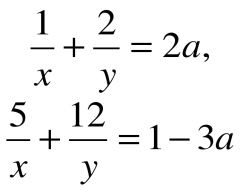 1/x + 2/y = 2a,
5/x + 12/y = 1 − 3a